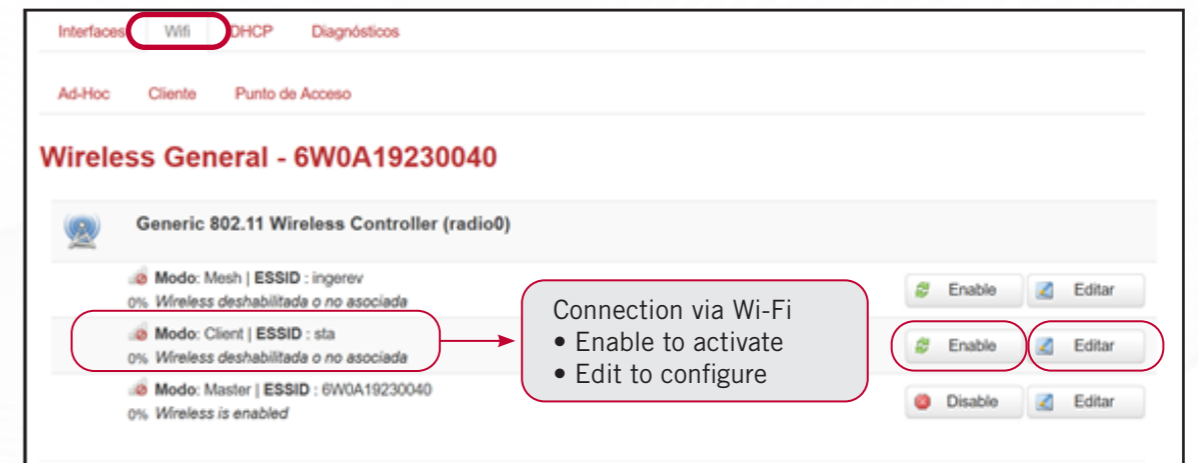 Interfaces Wifi DHCP Diagnósticos
Ad-Hoc Cliente Punto de Acceso
Wireless General - 6W0A19230040
Generic 802.11 Wireless Controller (radio0)
Modo: Mesh | ESSID : ingerev
0% Wireless deshabilitada o no asociada
Enable Editar
Modo: Client | ESSID : sta
0% Wireless deshabilitada o no asociada
Connection via Wi-Fi
• Enable to activate
• Edit to configure
Enable Editar
Modo: Master | ESSID : 6W0A19230040
0% Wireless is enabled
Disable Editar